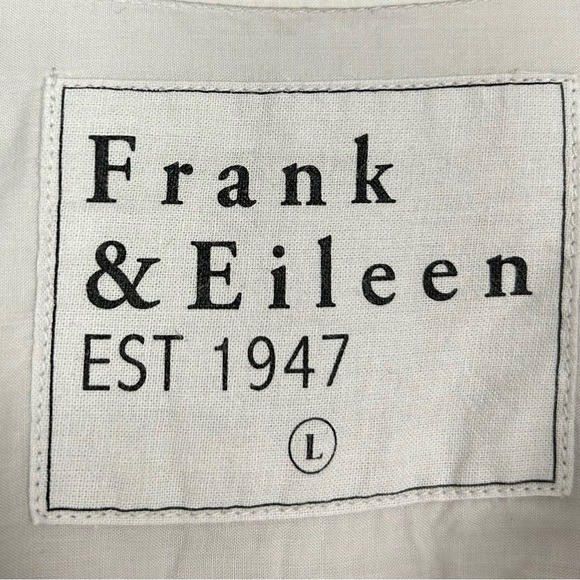 Frank
& Eileen
EST 1947
L